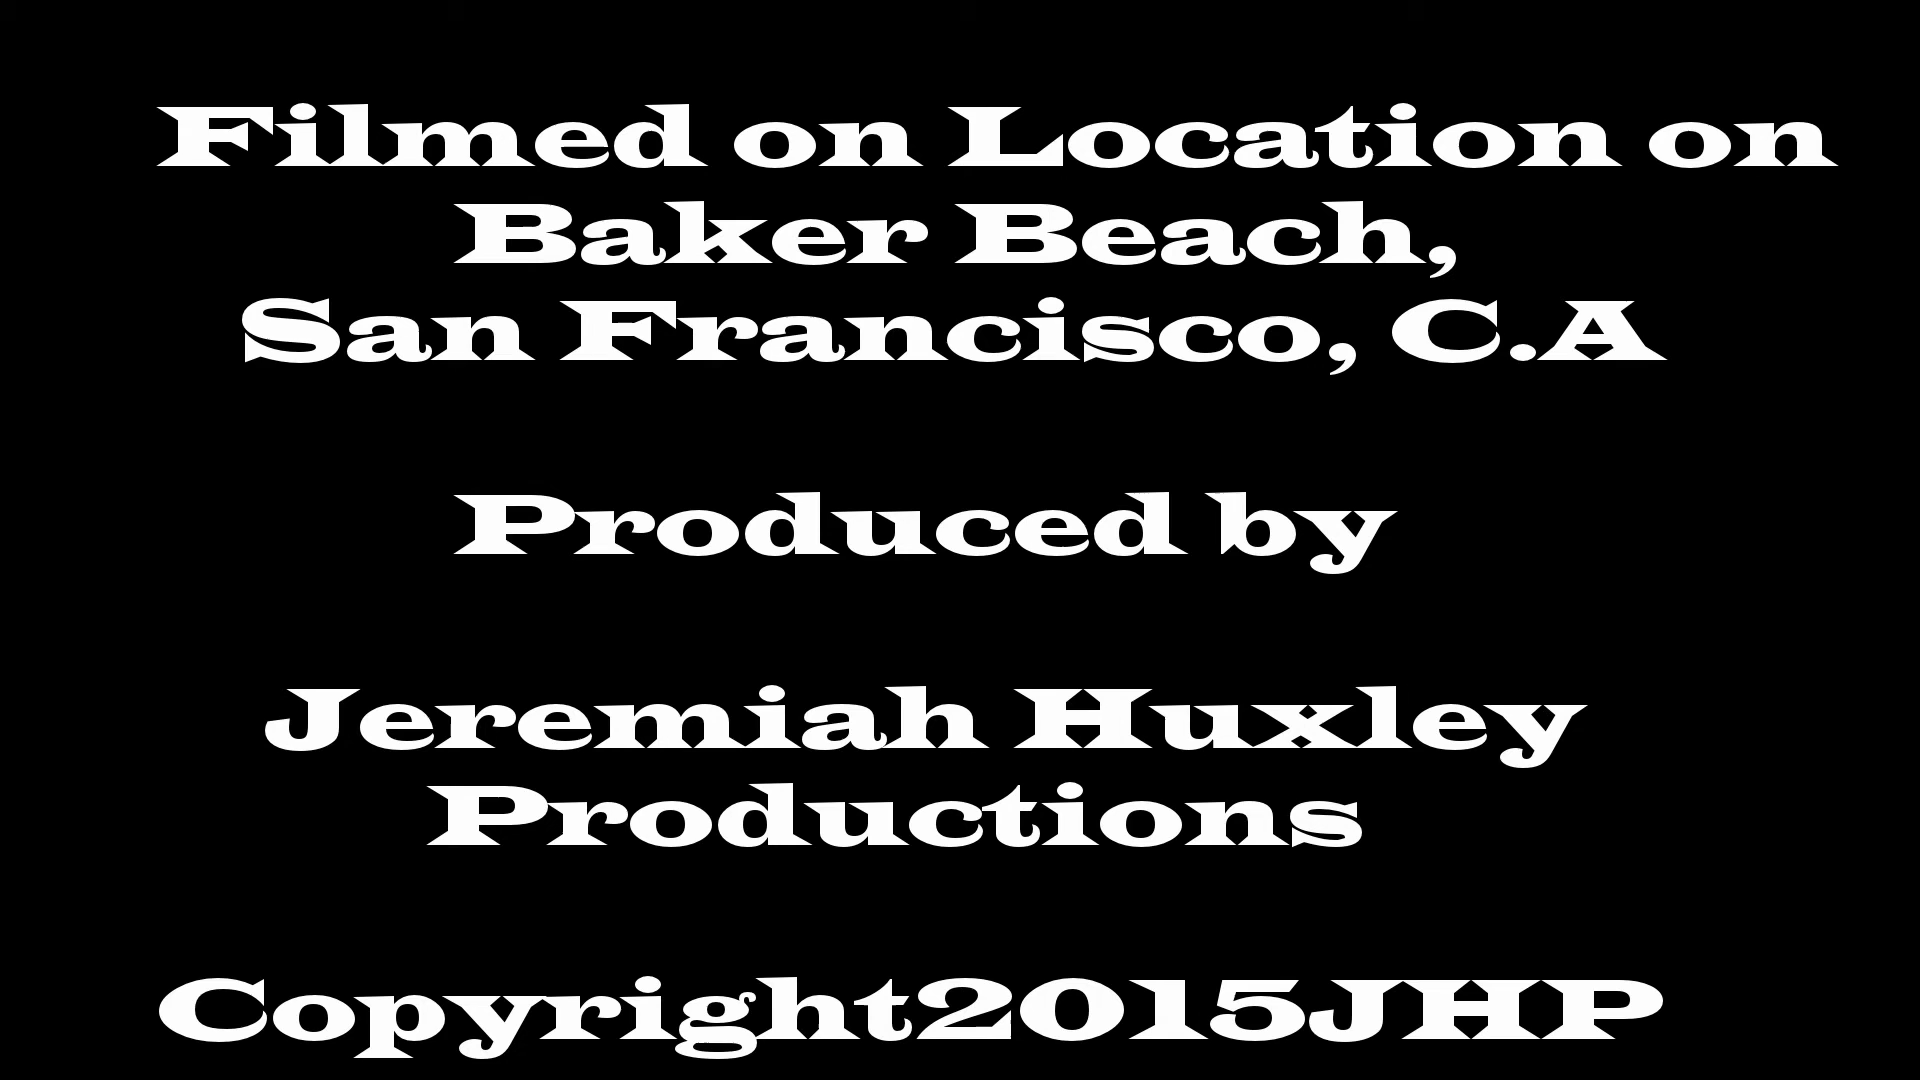 Filmed on Location on
Baker Beach,
San Francisco, C.A
Produced by
Jeremiah Huxley
Productions
Copyright2015JHP